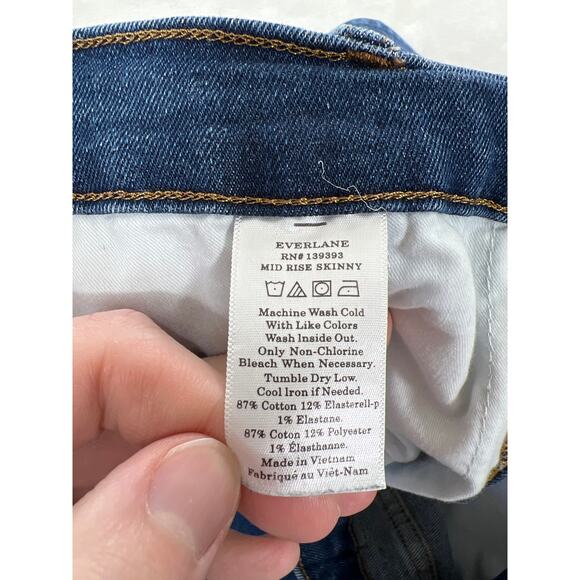 EVERLANE
RN# 139393
MID RISE SKINNY
Machine Wash Cold
With Like Colors
Wash Inside Out.
Only Non-Chlorine
Bleach When Necessary.
Tumble Dry Low.
Cool Iron if Needed.
87% Cotton 12% Elasterell-p
1% Elastane.
87% Coton 12% Polyester
1% Élasthanne.
Made in Vietnam
Fabriqué au Vietnam